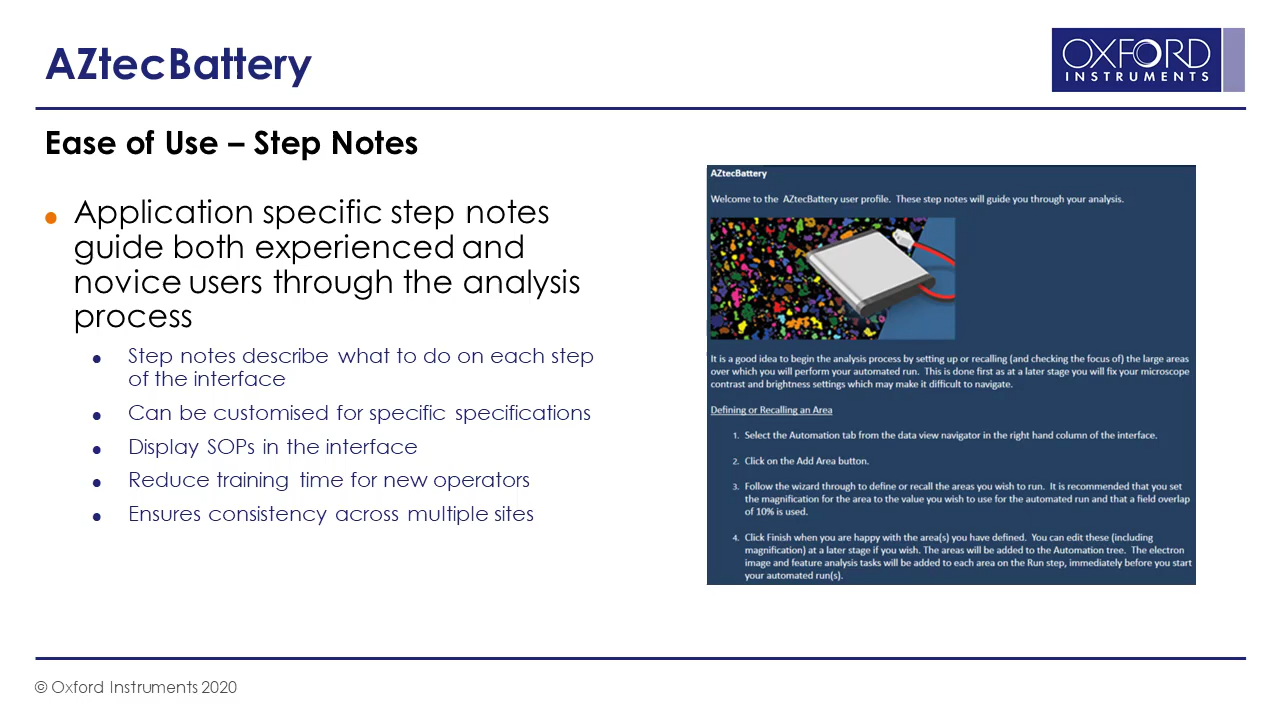 AZtecBattery
OXFORD
INSTRUMENTS
Ease of Use – Step Notes
Application specific step notes
guide both experienced and
novice users through the analysis
process
Step notes describe what to do on each step
of the interface
Can be customised for specific specifications
Display SOPs in the interface
Reduce training time for new operators
Ensures consistency across multiple sites
AZtecBattery
Welcome to the AZtecBattery user profile. These step notes will guide you through your analysis.
It is a good idea to begin the analysis process by setting up or recalling (and checking the focus of) the large areas
over which you will perform your automated run. This is done first as at a later stage you will fix your microscope
contrast and brightness settings which may make it difficult to navigate.
Defining or Recalling an Area
1. Select the Automation tab from the data view navigator in the right hand column of the interface.
2. Click on the Add Area button.
3. Follow the wizard through to define or recall the areas you wish to run. It is recommended that you set
the magnification for the area to the value you wish to use for the automated run and that a field overlap
of 10% is used.
4. Click Finish when you are happy with the area(s) you have defined. You can edit these (including
magnification) at a later stage if you wish. The areas will be added to the Automation tree. The electron
image and feature analysis tasks will be added to each area on the Run step, immediately before you start
your automated run(s).
© Oxford Instruments 2020